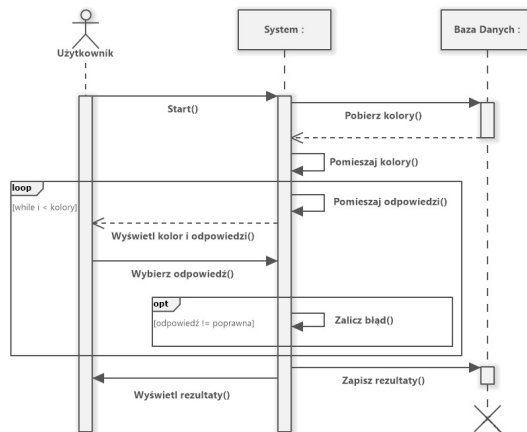 System :
Baza Danych :
Użytkownik
Start()
Pobierz kolory()
Pomieszaj kolory()
loop
[while i < kolory]
Pomieszaj odpowiedzi()
Wyświetl kolor i odpowiedzi()
Wybierz odpowiedź()
opt
[odpowiedź != poprawna]
Zalicz błąd()
Wyświetl rezultaty()
Zapisz rezultaty()